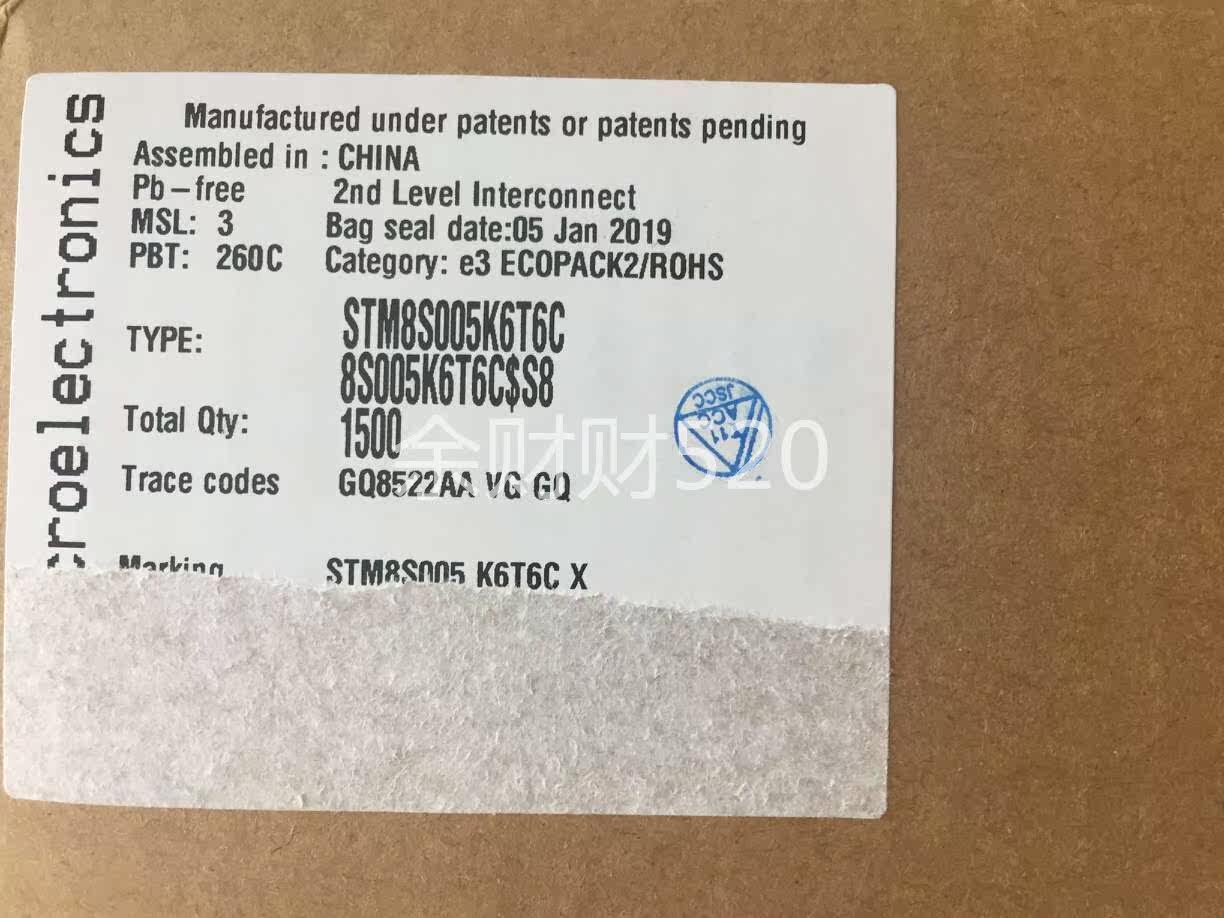 croelectronics
Manufactured under patents or patents pending
Assembled in : CHINA
Pb-free 2nd Level Interconnect
MSL: 3 Bag seal date:05 Jan 2019
PBT: 260C Category: e3 ECOPACK2/ROHS
TYPE: STM8S005K6T6C
8S005K6T6C$S8
Total Qty: 1500
Trace codes GQ8522AA VG GQ
Marking STM8S005 K6T6C X
金财财520
JSCC
ACC